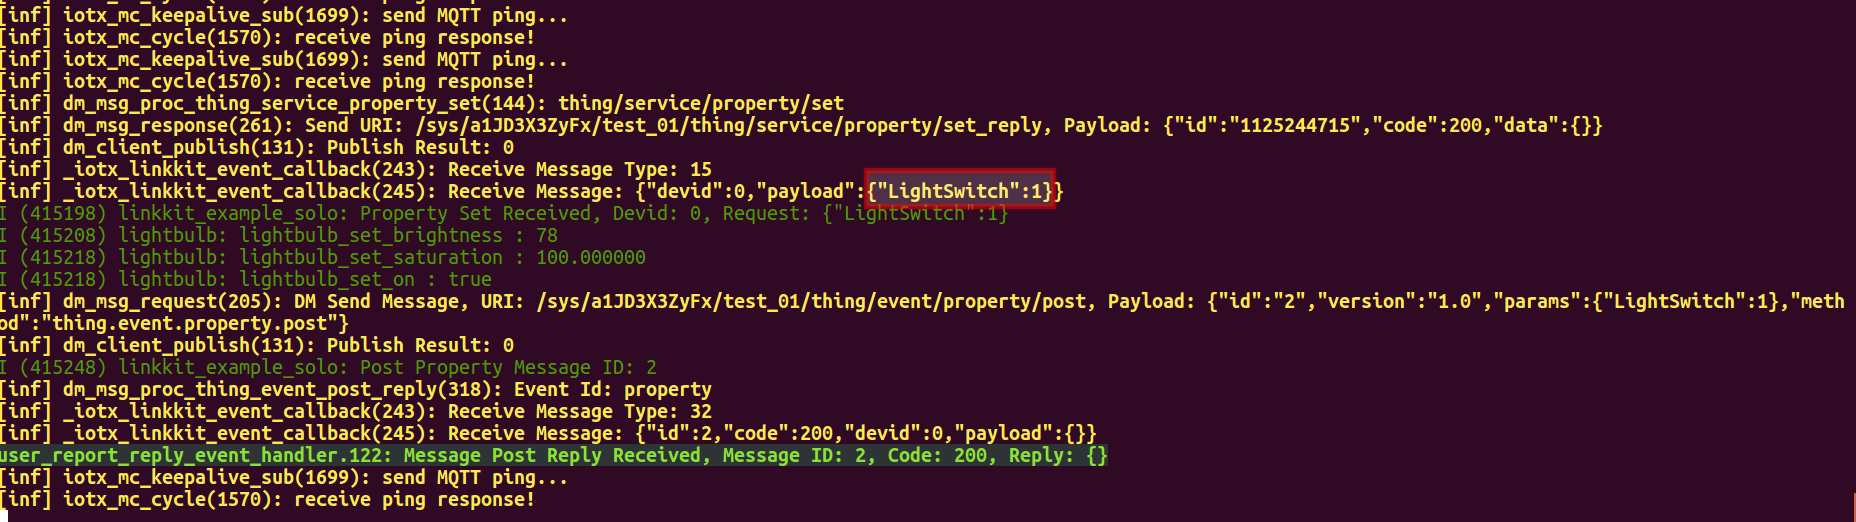 [inf] iotx_mc_keepalive_sub(1699): send MQTT ping...
[inf] iotx_mc_cycle(1570): receive ping response!
[inf] iotx_mc_keepalive_sub(1699): send MQTT ping...
[inf] iotx_mc_cycle(1570): receive ping response!
[inf] dm_msg_proc_thing_service_property_set(144): thing/service/property/set
[inf] dm_msg_response(261): Send URI: /sys/a1JD3X3ZyFx/test_01/thing/service/property/set_reply, Payload: {"id":"1125244715","code":200,"data":{}}
[inf] dm_client_publish(131): Publish Result: 0
[inf] _iotx_linkkit_event_callback(243): Receive Message Type: 15
[inf] _iotx_linkkit_event_callback(245): Receive Message: {"devid":0,"payload":{"LightSwitch":1}}
I (415198) linkkit_example_solo: Property Set Received, Devid: 0, Request: {"LightSwitch":1}
I (415208) lightbulb: lightbulb_set_brightness : 78
I (415218) lightbulb: lightbulb_set_saturation : 100.000000
I (415218) lightbulb: lightbulb_set_on : true
[inf] dm_msg_request(205): DM Send Message, URI: /sys/a1JD3X3ZyFx/test_01/thing/event/property/post, Payload: {"id":"2","version":"1.0","params":{"LightSwitch":1},"meth
od":"thing.event.property.post"}
[inf] dm_client_publish(131): Publish Result: 0
I (415248) linkkit_example_solo: Post Property Message ID: 2
[inf] dm_msg_proc_thing_event_post_reply(318): Event Id: property
[inf] _iotx_linkkit_event_callback(243): Receive Message Type: 32
[inf] _iotx_linkkit_event_callback(245): Receive Message: {"id":2,"code":200,"devid":0,"payload":{}}
user_report_reply_event_handler.122: Message Post Reply Received, Message ID: 2, Code: 200, Reply: {}
[inf] iotx_mc_keepalive_sub(1699): send MQTT ping...
[inf] iotx_mc_cycle(1570): receive ping response!